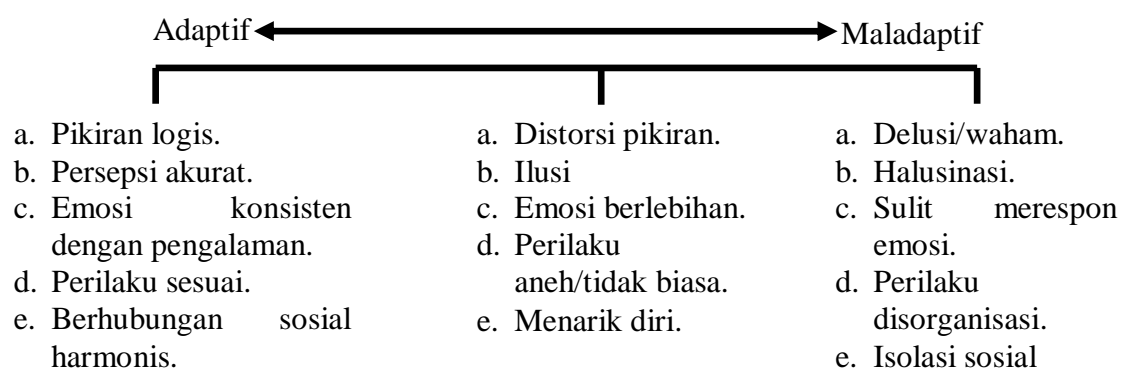 Adaptif Maladaptif
a. Pikiran logis.
b. Persepsi akurat.
c. Emosi konsisten
dengan pengalaman.
d. Perilaku sesuai.
e. Berhubungan sosial
harmonis.
a. Distorsi pikiran.
b. Ilusi
c. Emosi berlebihan.
d. Perilaku
aneh/tidak biasa.
e. Menarik diri.
a. Delusi/waham.
b. Halusinasi.
c. Sulit merespon
emosi.
d. Perilaku
disorganisasi.
e. Isolasi sosial